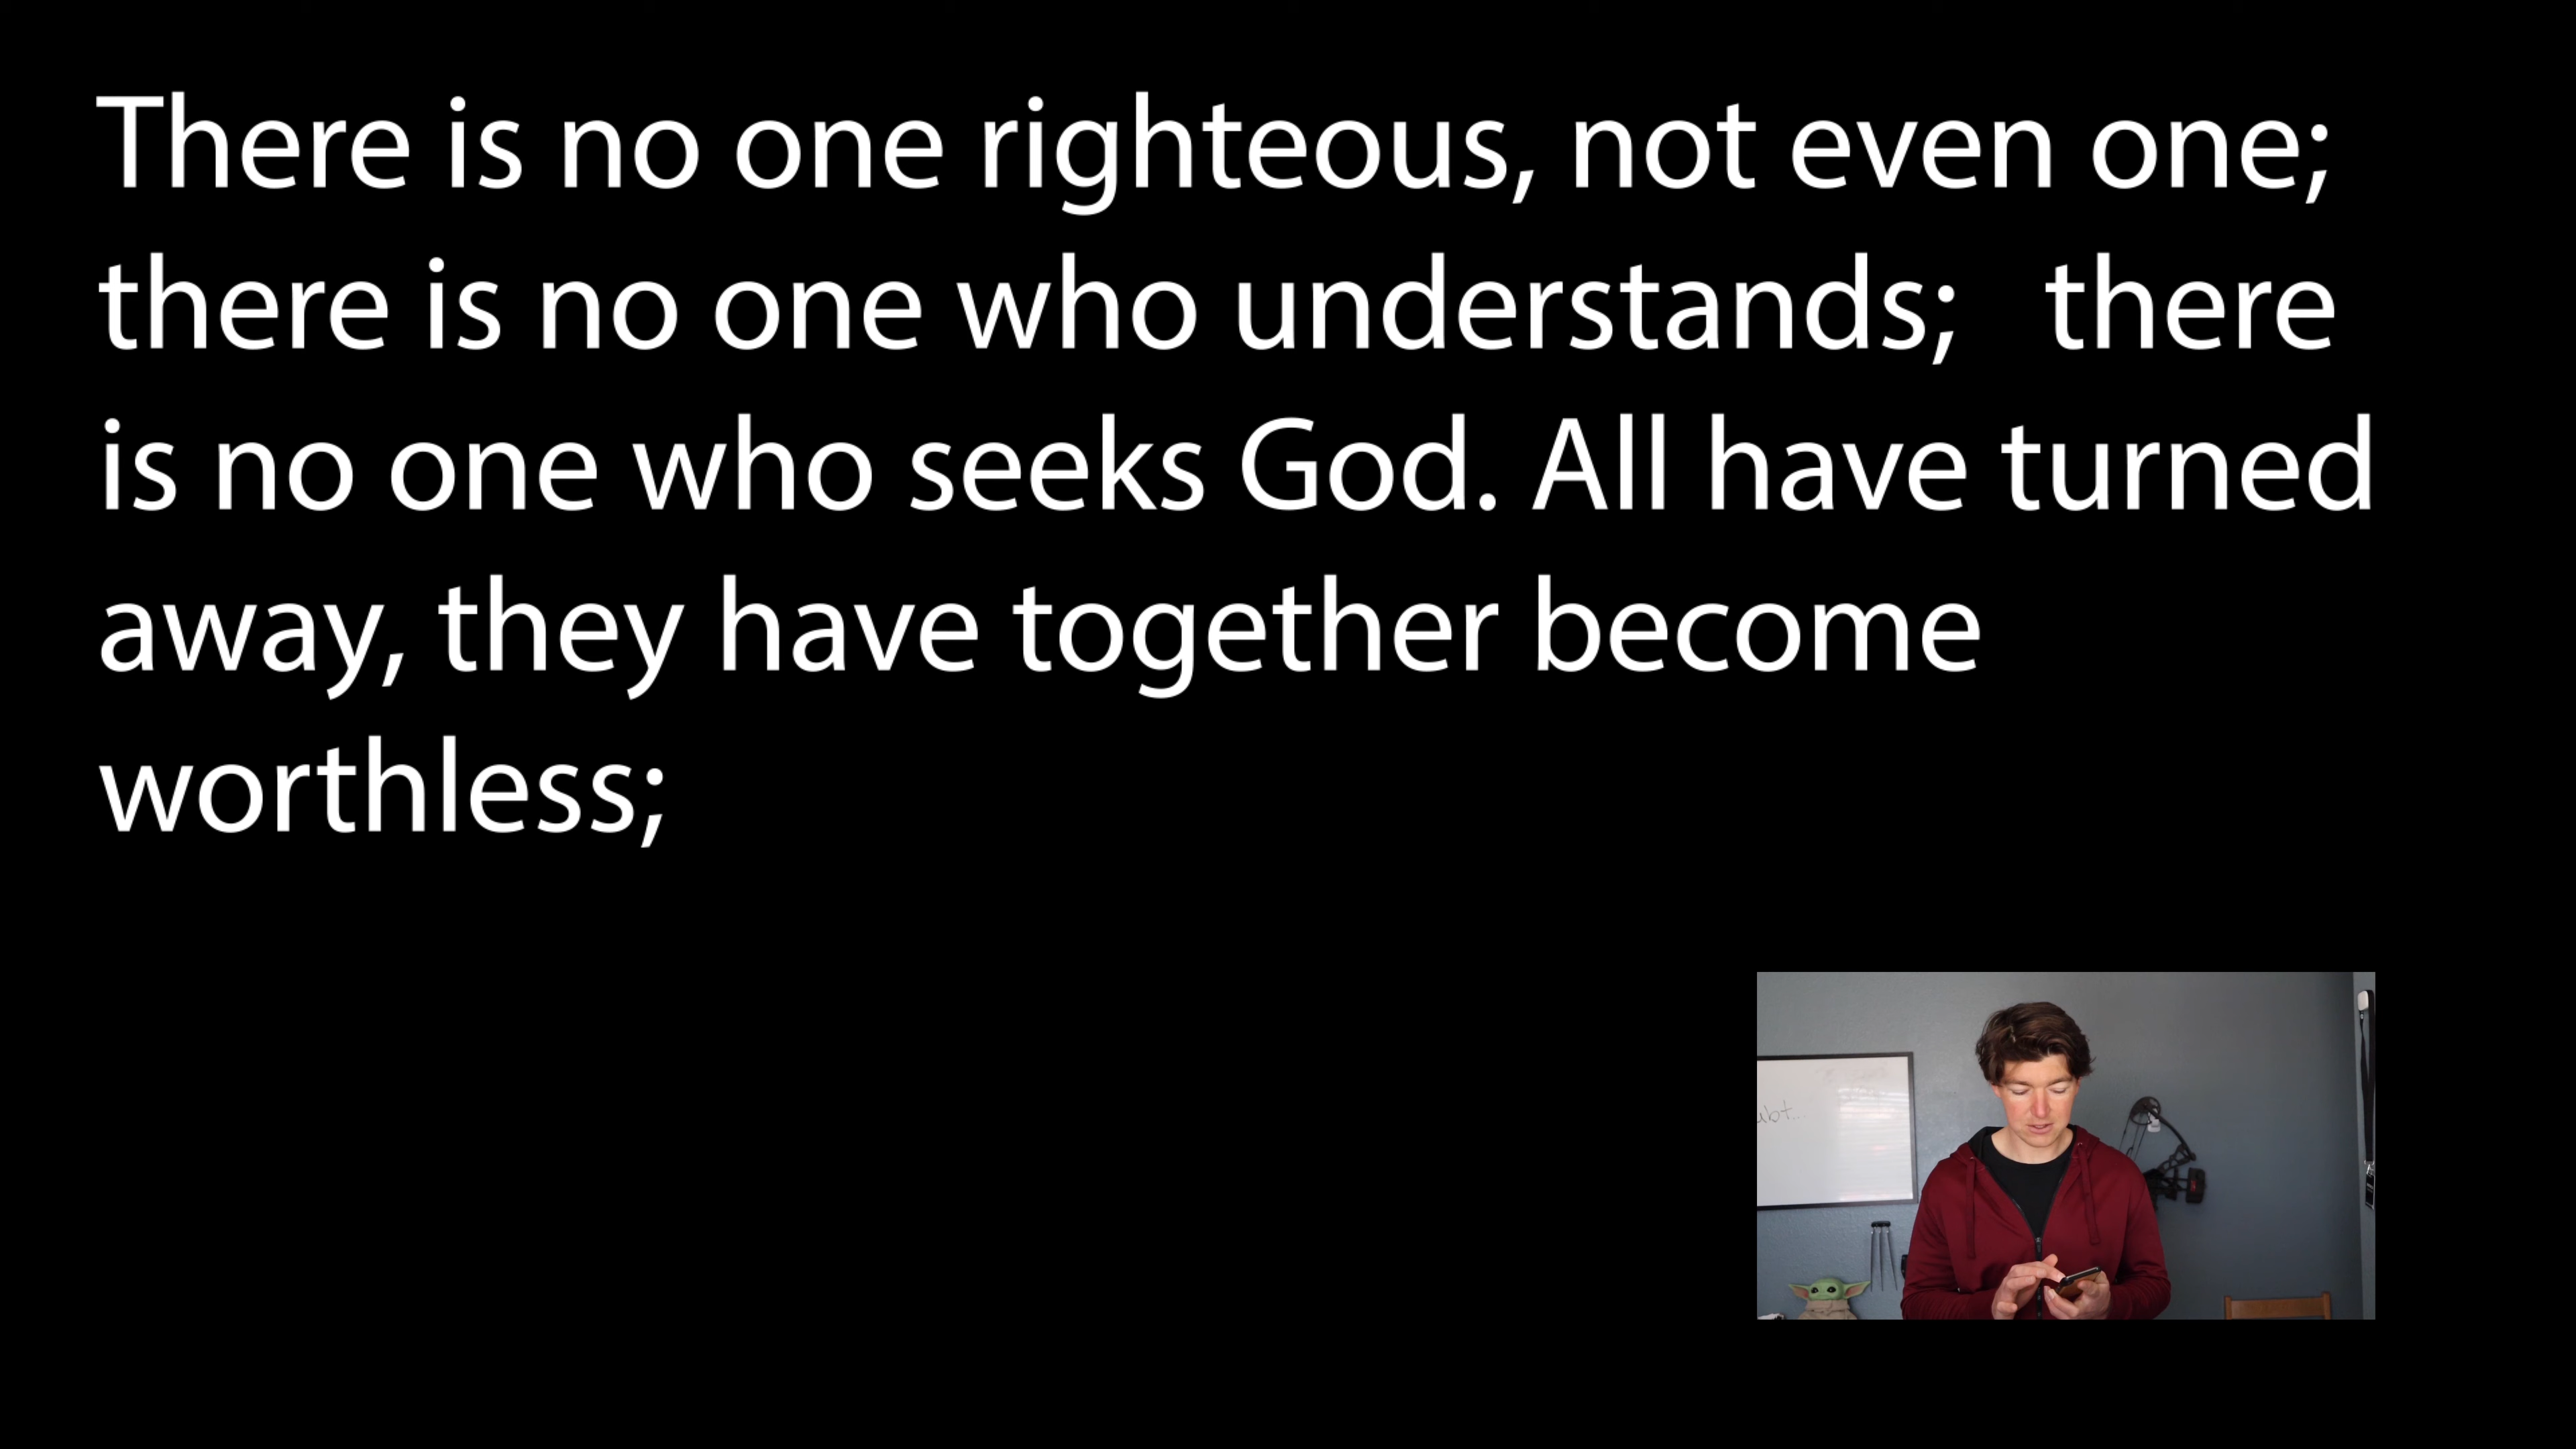 There is no one righteous, not even one;
there is no one who understands;   there
is no one who seeks God. All have turned
away, they have together become
worthless;